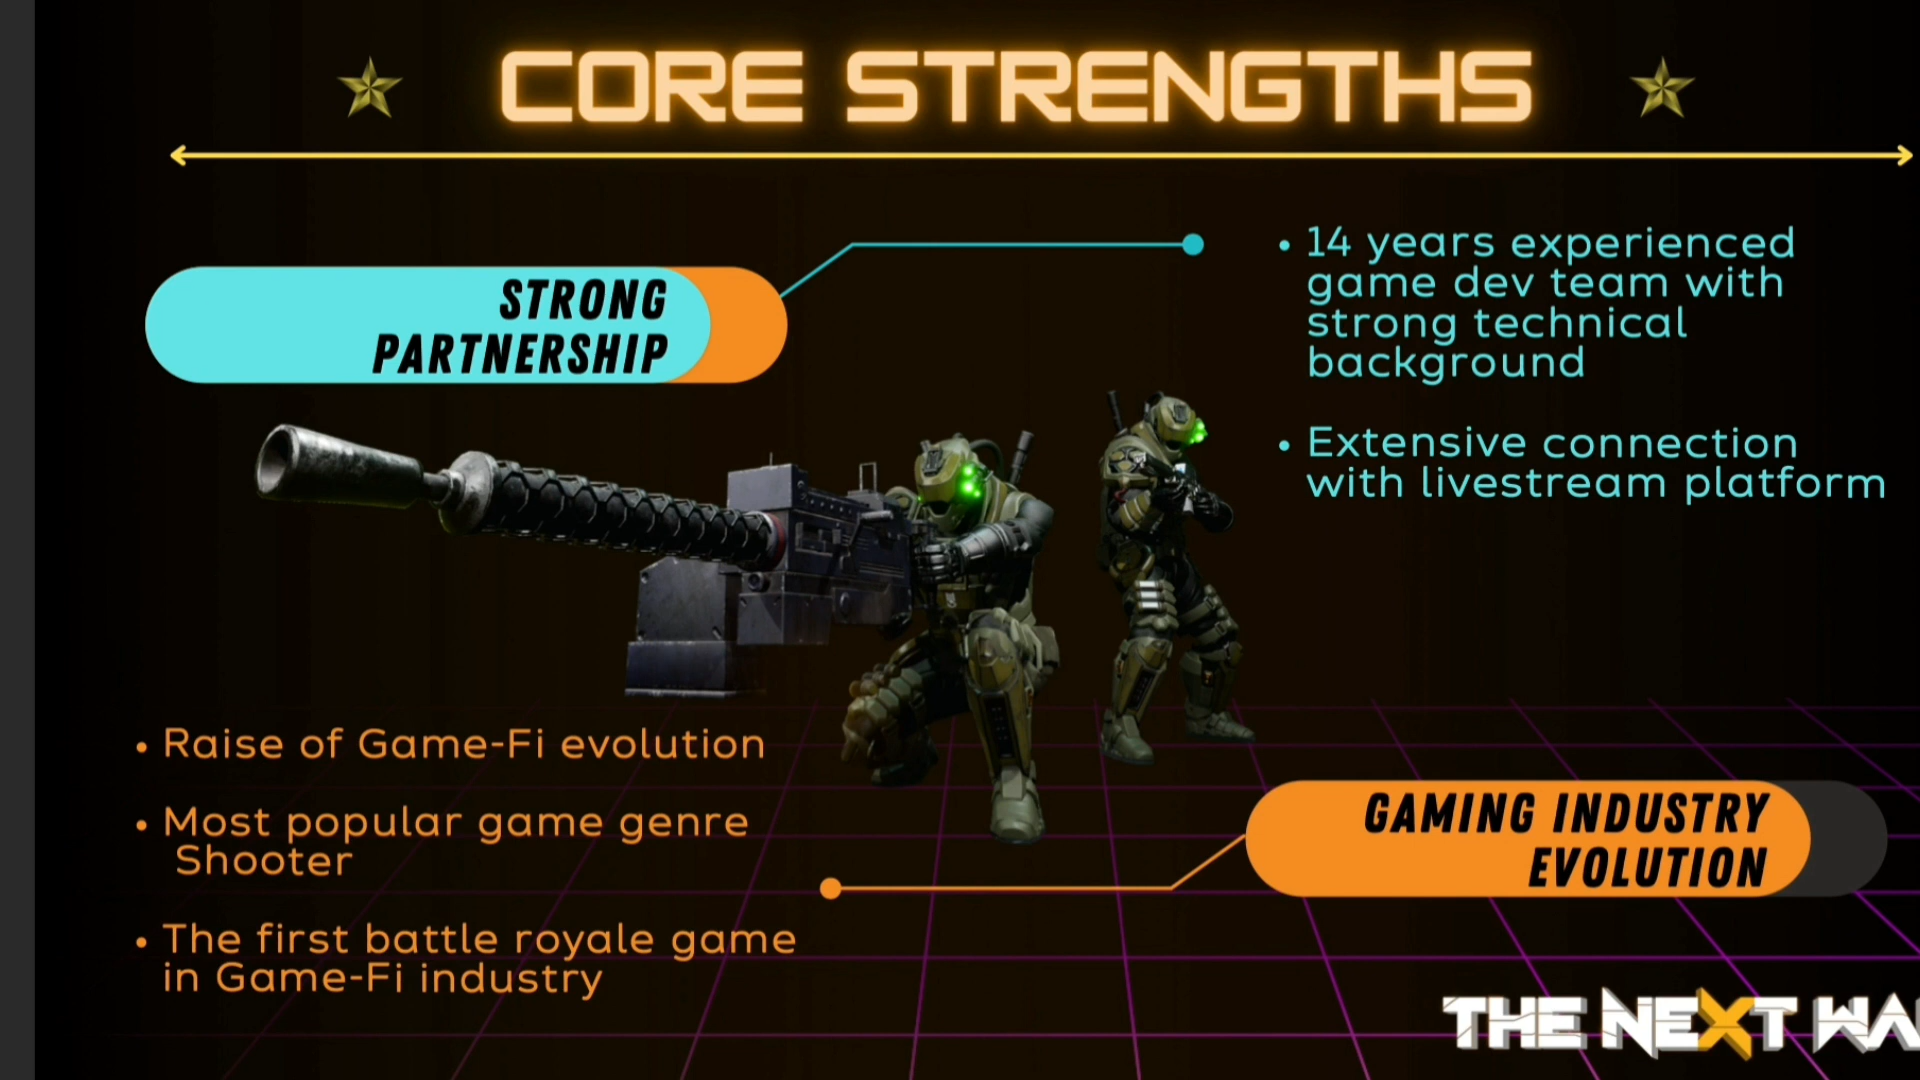 CORE STRENGTHS
STRONG
PARTNERSHIP
• 14 years experienced
game dev team with
strong technical
background
• Extensive connection
with livestream platform
• Raise of Game-Fi evolution
• Most popular game genre
Shooter
• The first battle royale game
in Game-Fi industry
GAMING INDUSTRY
EVOLUTION
THE NEXT WA